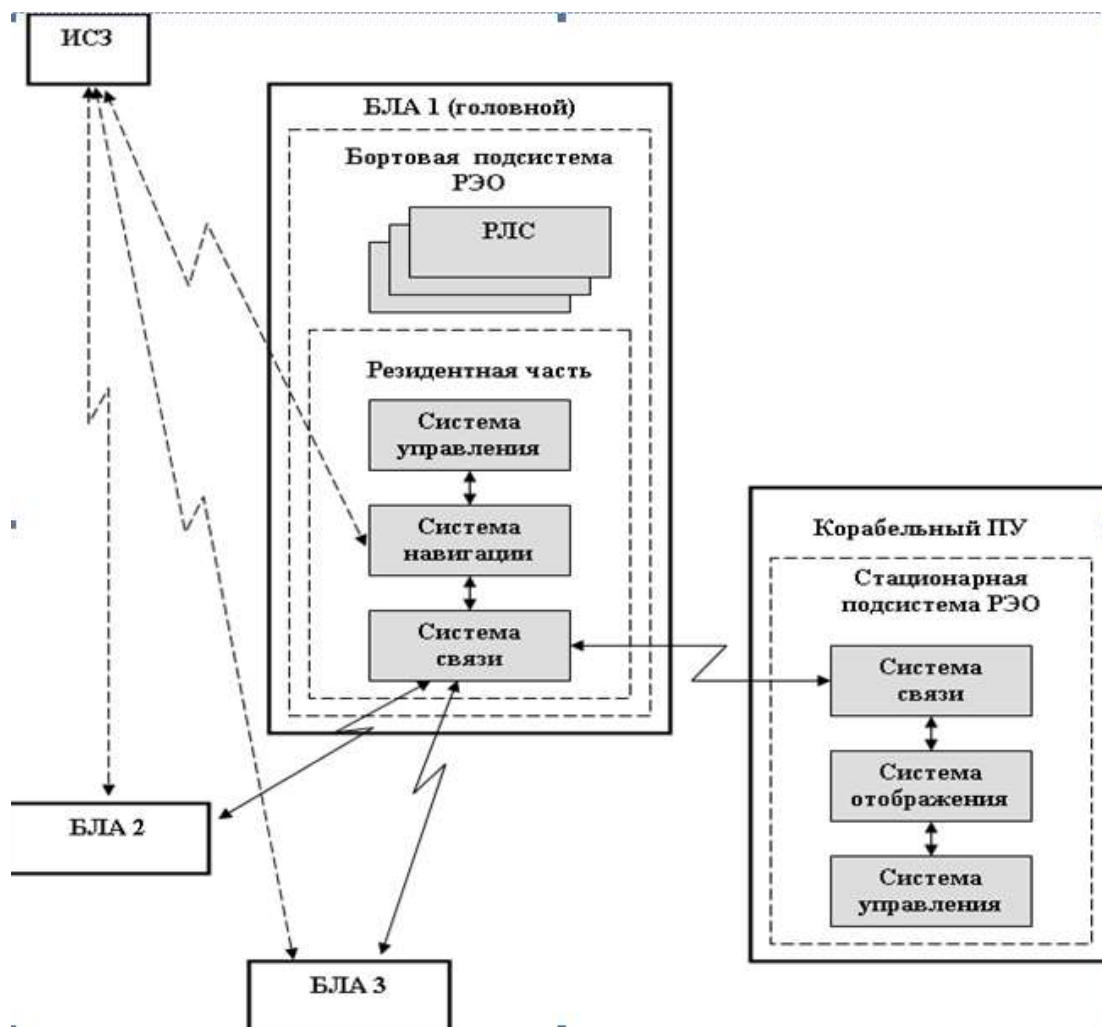 ИСЗ
БЛА 1 (головной)
Бортовая подсистема
РЭО
РЛС
Резидентная часть
Система
управления
Система
навигации
Система
связи
Корабельный ПУ
Стационарная
подсистема РЭО
Система
связи
Система
отображения
Система
управления
БЛА 2
БЛА 3